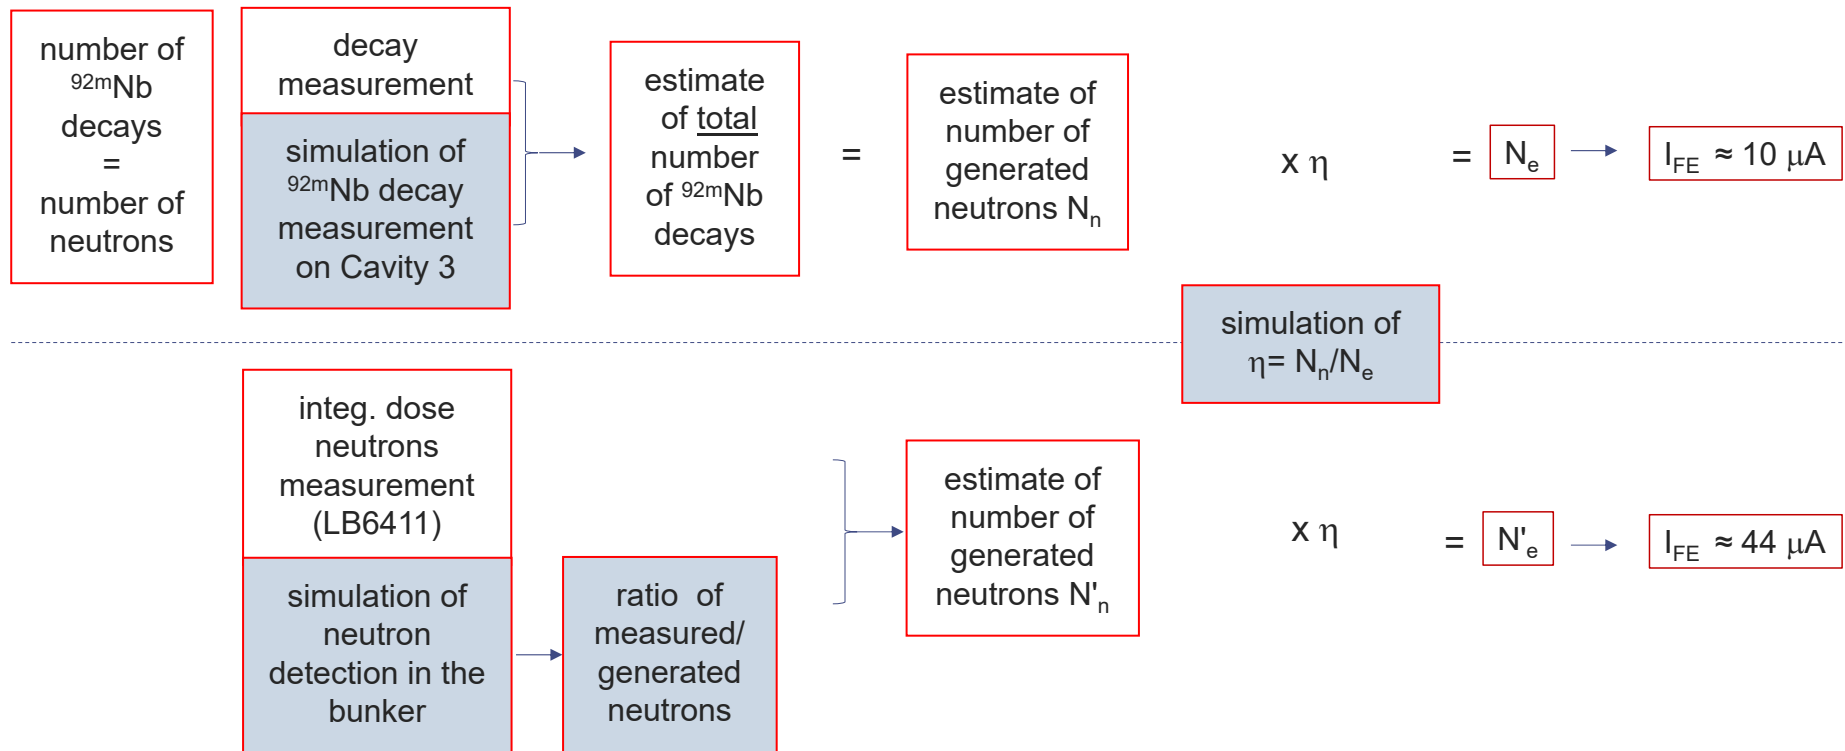 number of
⁹²ᵐNb
decays
=
number of
neutrons
decay
measurement
simulation of
⁹²ᵐNb decay
measurement
on Cavity 3
estimate
of total
number
of ⁹²ᵐNb
decays
=
estimate of
number of
generated
neutrons Nₙ
x η
=
Nₑ
I_FE ≈ 10 μA
simulation of
η= Nₙ/Nₑ
integ. dose
neutrons
measurement
(LB6411)
simulation of
neutron
detection in the
bunker
ratio of
measured/
generated
neutrons
estimate of
number of
generated
neutrons N'ₙ
x η
=
N'ₑ
I_FE ≈ 44 μA